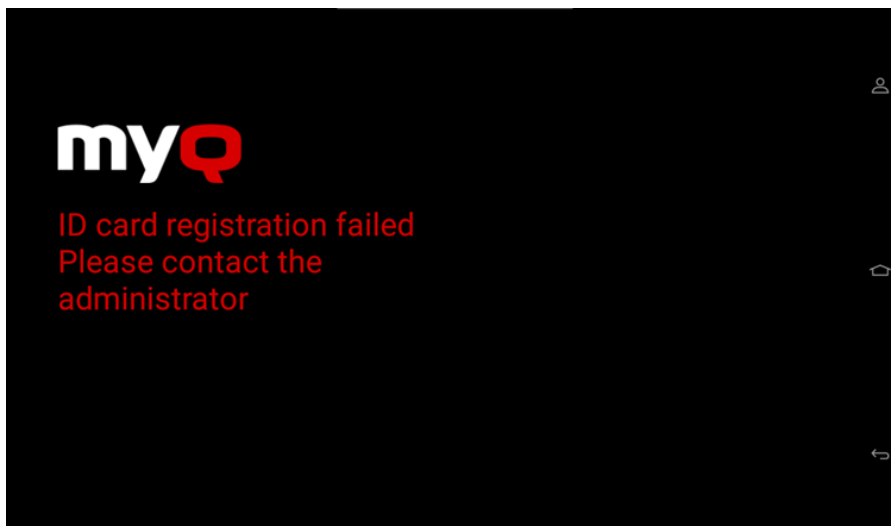 myQ
ID card registration failed
Please contact the
administrator